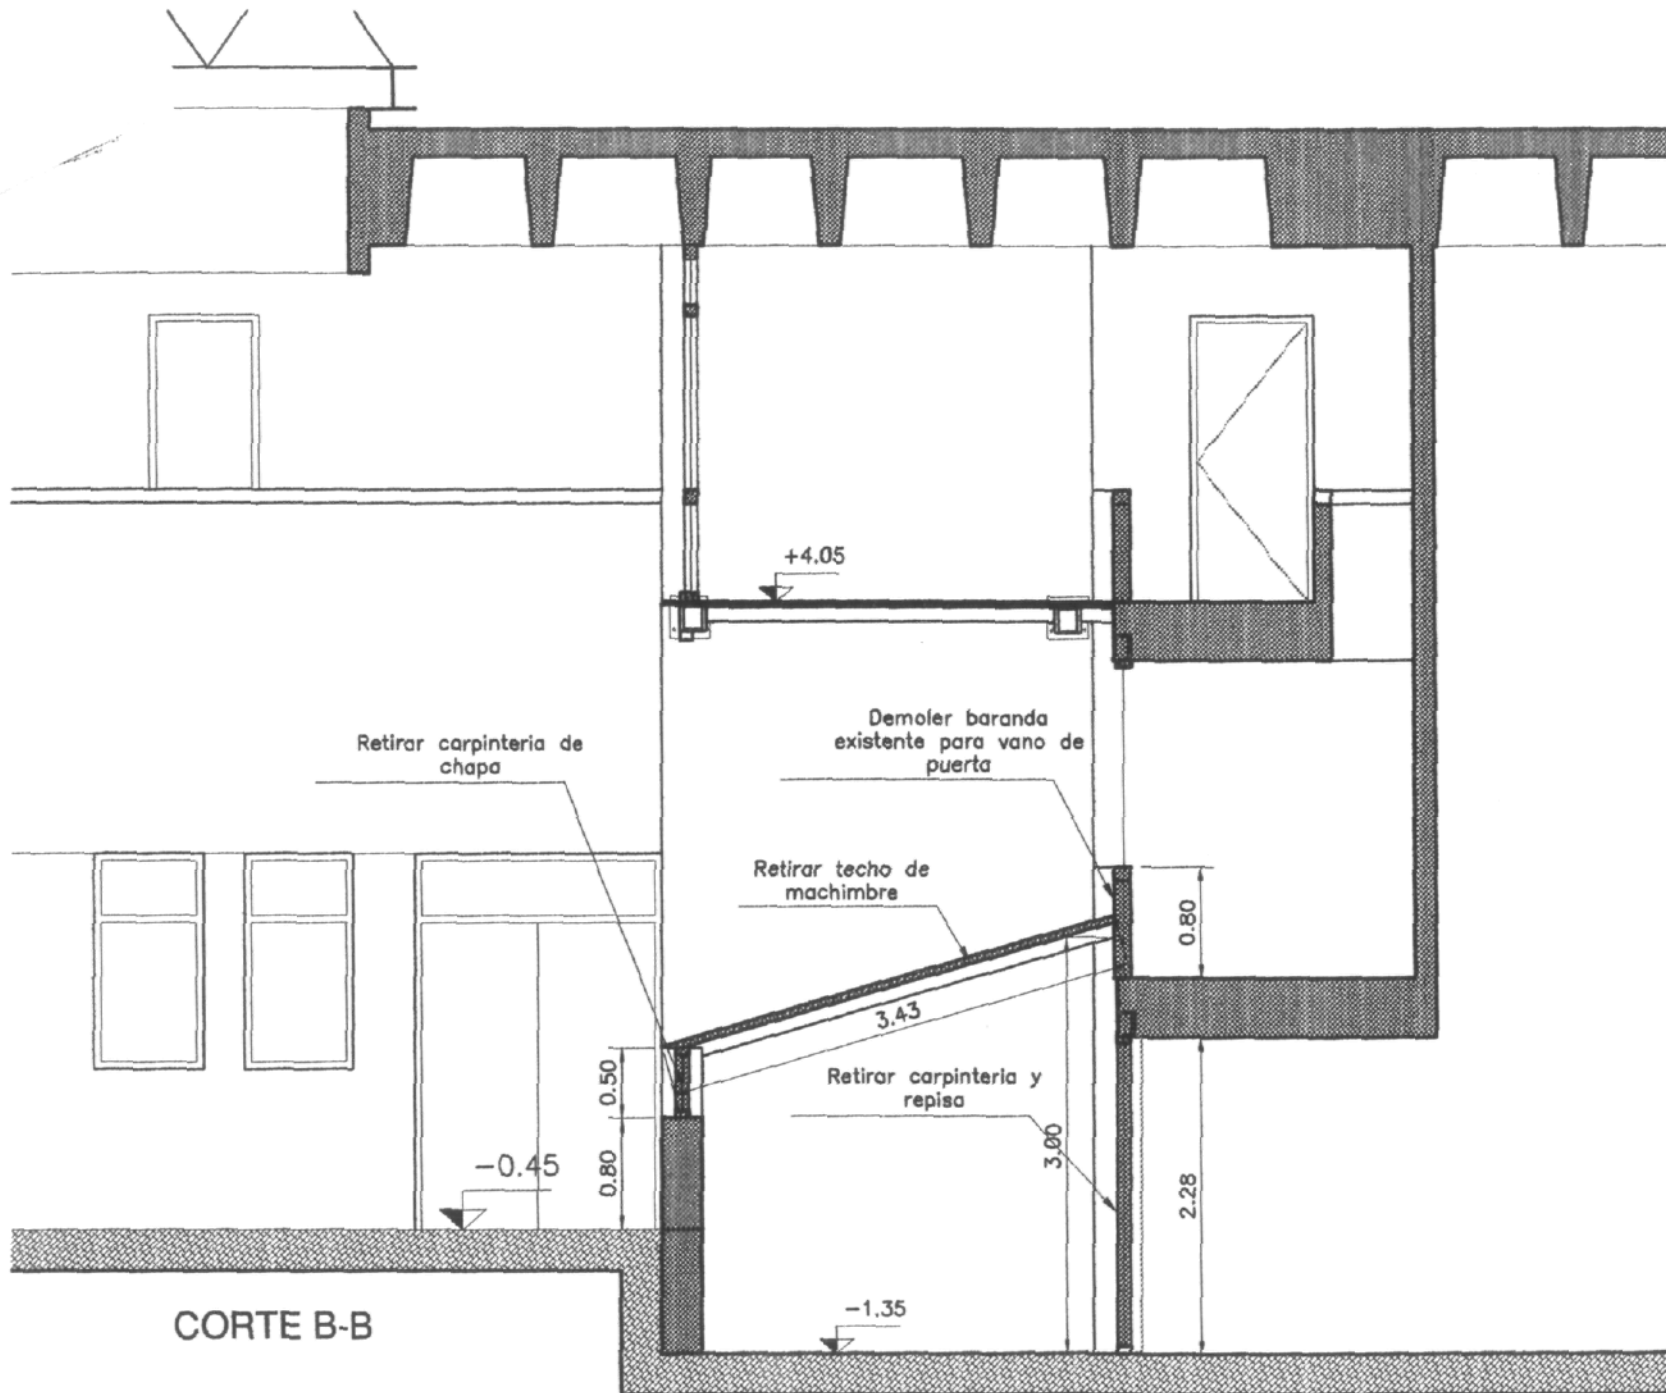 +4.05
Demoler baranda
existente para vano de
puerta
Retirar carpinteria de
chapa
Retirar techo de
machimbre
0.80
3.43
0.50
Retirar carpinteria y
repisa
3.00
0.80
-0.45
2.28
-1.35
CORTE B-B